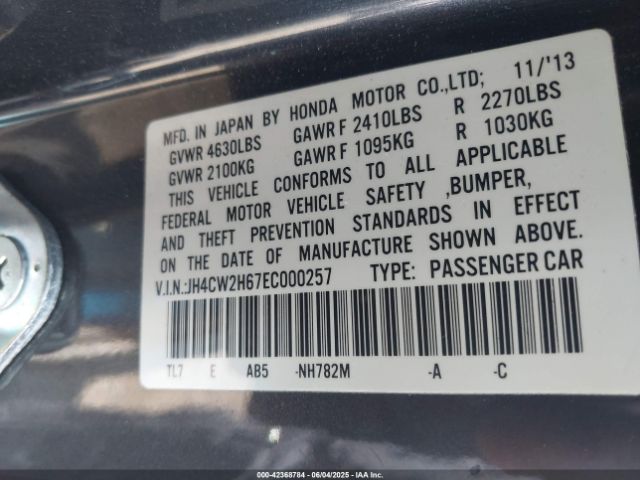 MFD. IN JAPAN BY HONDA MOTOR CO.,LTD; 11/'13
GVWR 4630LBS GAWR F 2410LBS R 2270LBS
GVWR 2100KG GAWR F 1095KG R 1030KG
THIS VEHICLE CONFORMS TO ALL APPLICABLE
FEDERAL MOTOR VEHICLE SAFETY ,BUMPER,
AND THEFT PREVENTION STANDARDS IN EFFECT
ON THE DATE OF MANUFACTURE SHOWN ABOVE.
V.I.N.:JH4CW2H67EC000257 TYPE: PASSENGER CAR
TL7 E AB5 -NH782M -A -C
000-42368784 | 06/04/2025 - IAA Inc.